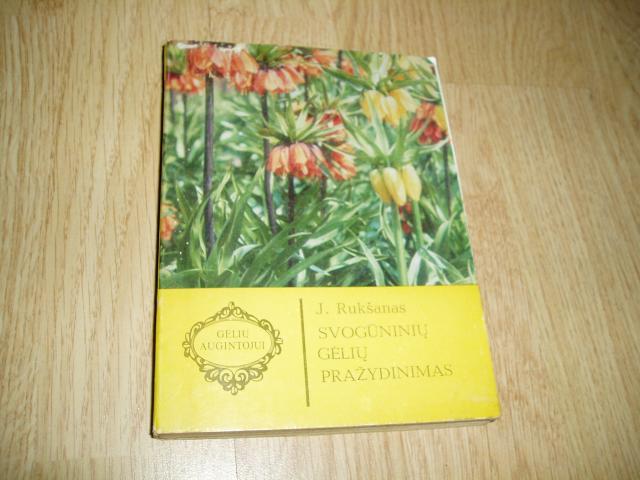 GĖLIŲ
AUGINTOJUI
J. Rukšanas
SVOGŪNINIŲ
GĖLIŲ
PRAŽYDINIMAS